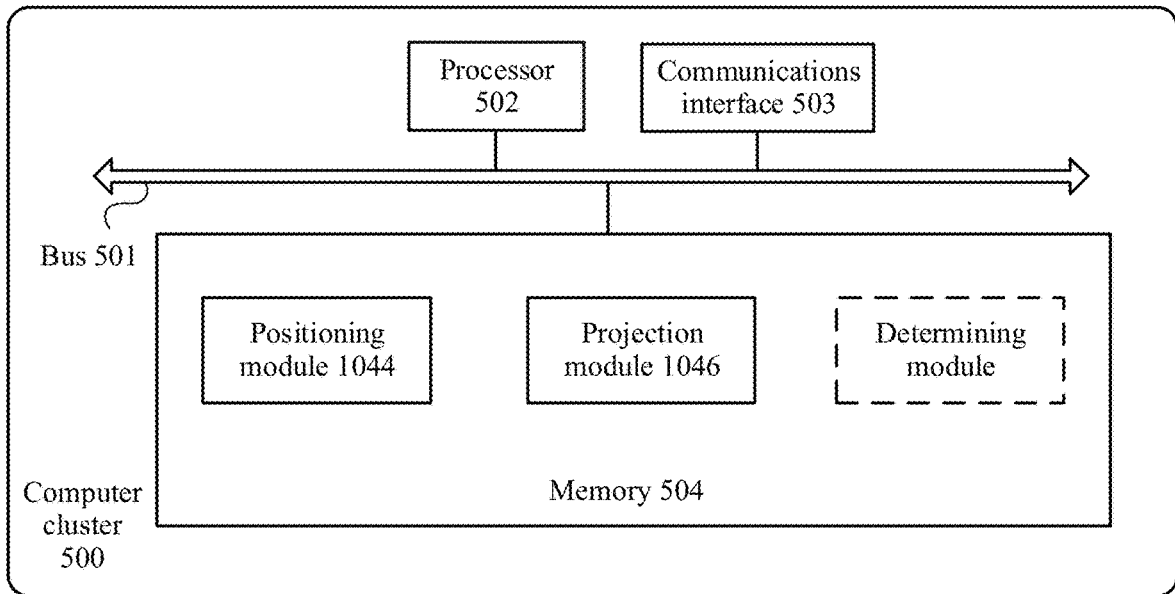 Processor
502
Communications
interface 503
Bus 501
Positioning
module 1044
Projection
module 1046
Determining
module
Memory 504
Computer
cluster
500